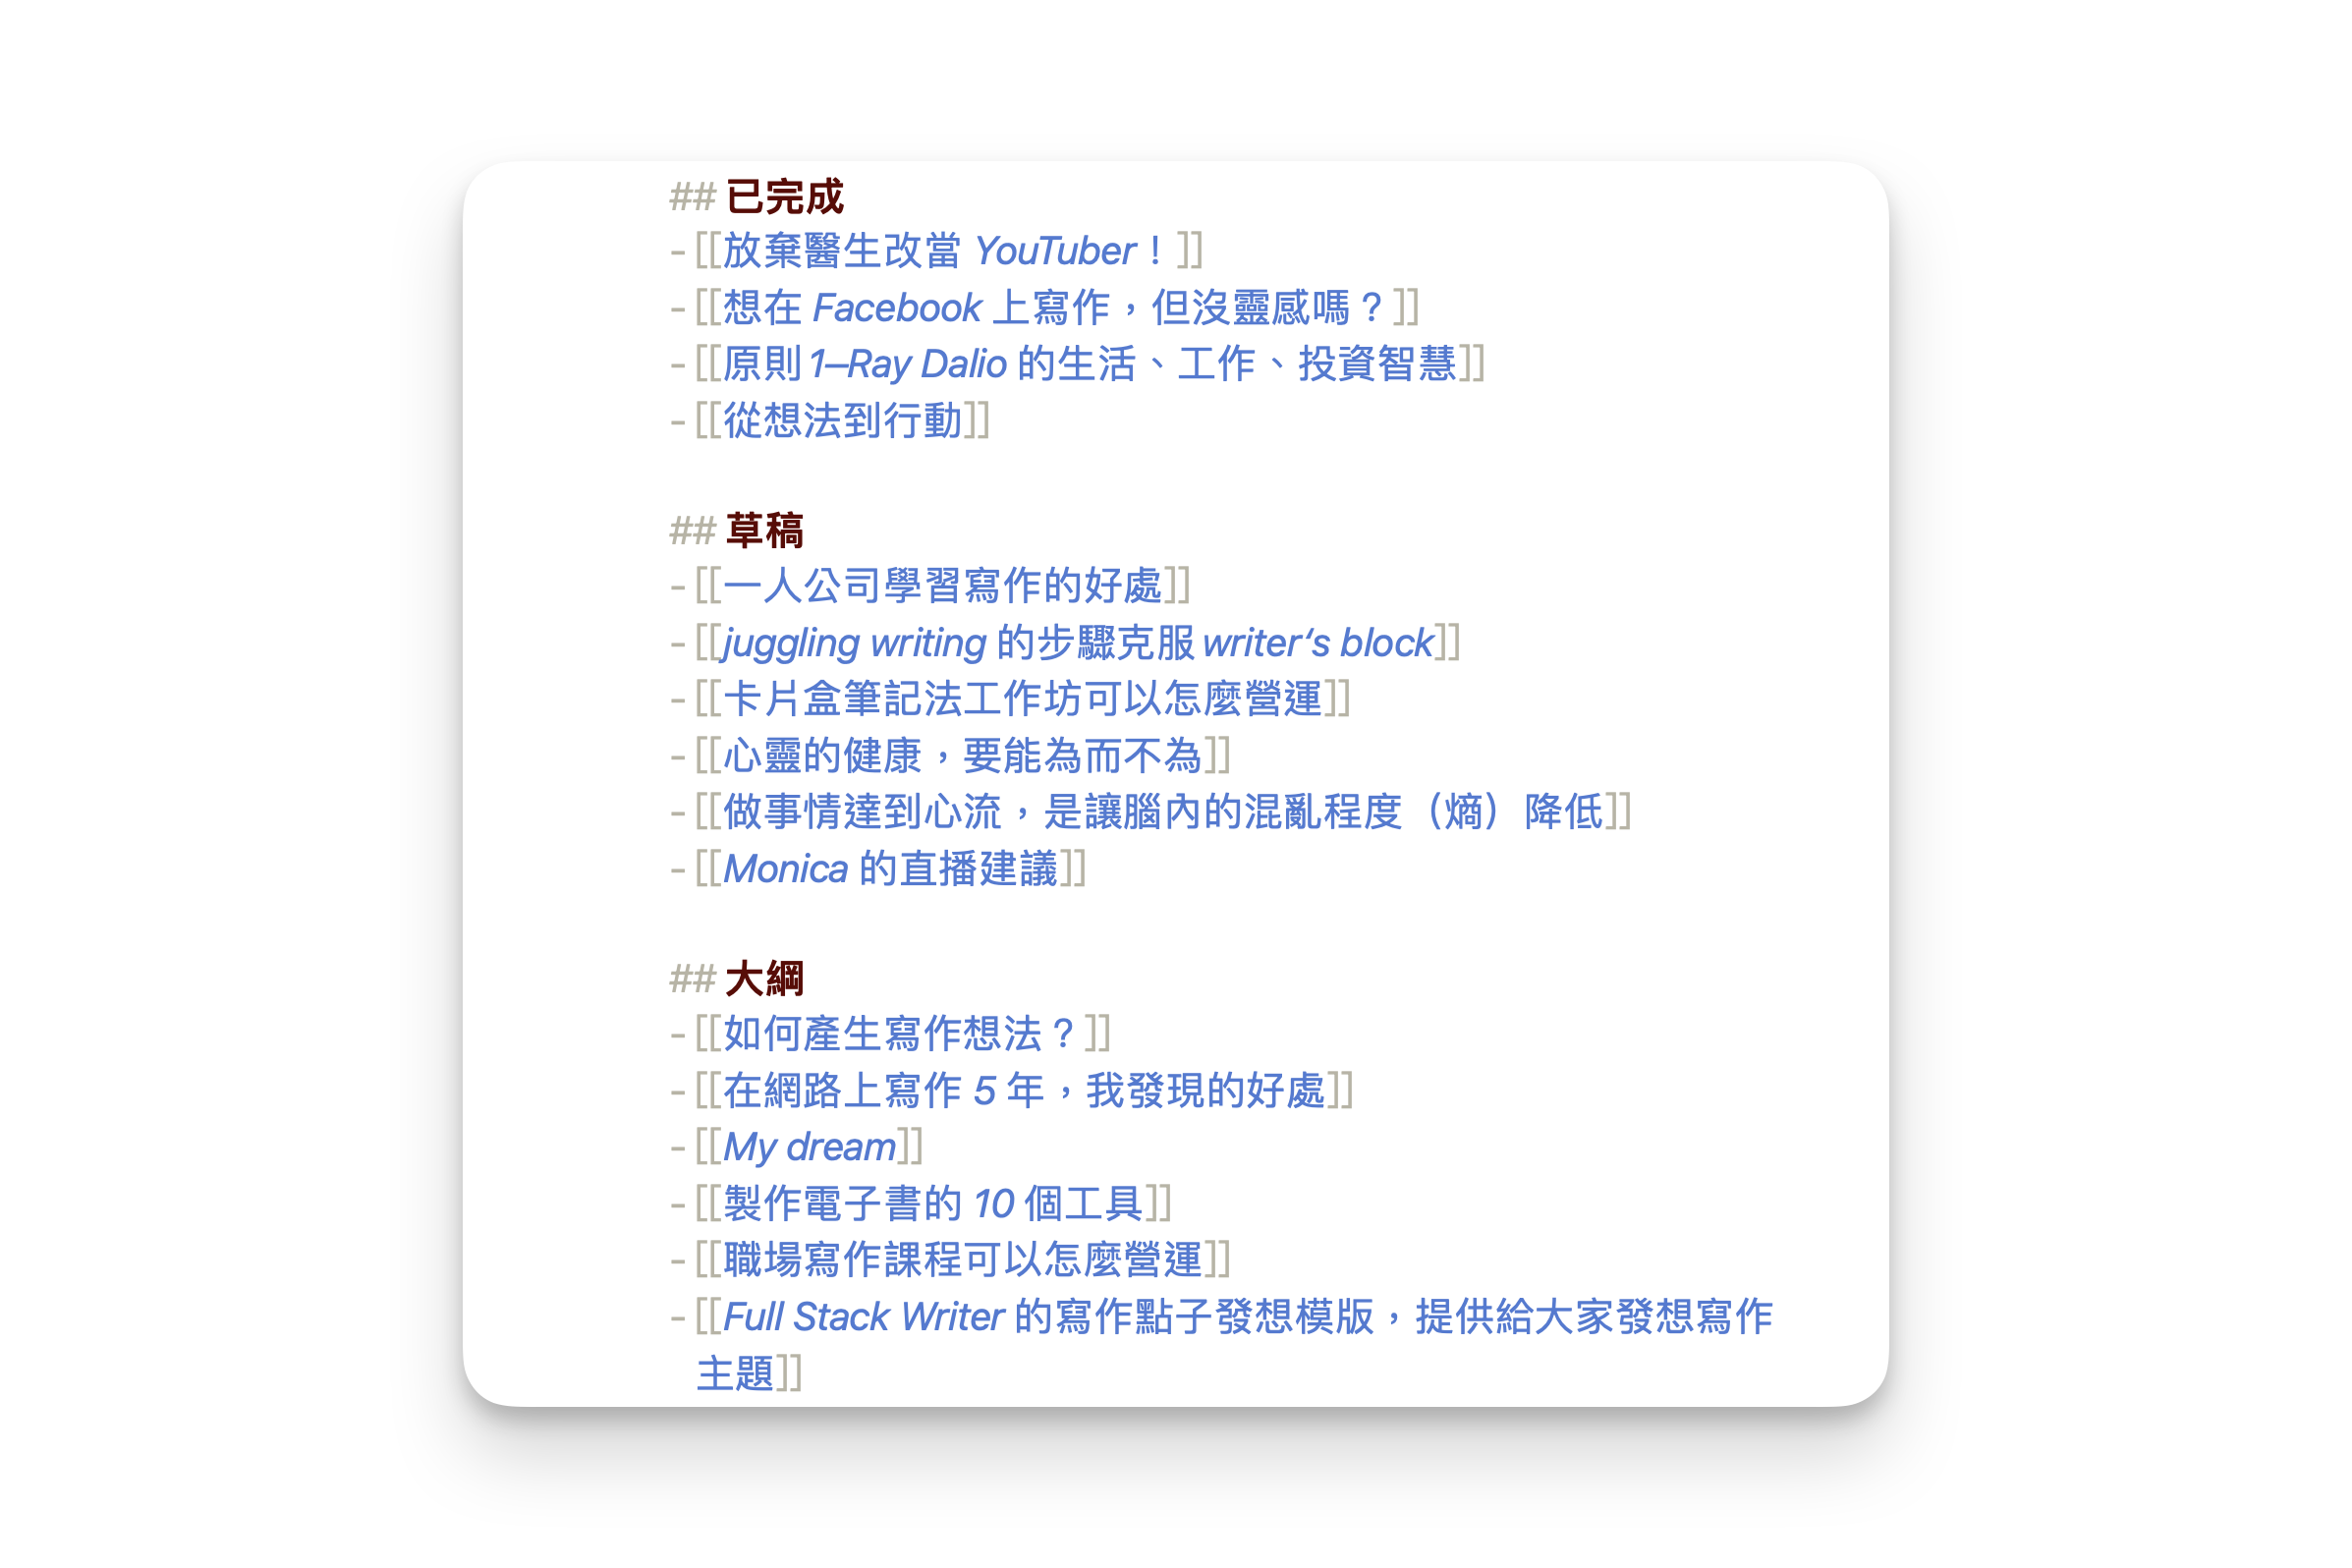 ## 已完成
- [[放棄醫生改當 YouTuber！]]
- [[想在 Facebook 上寫作，但沒靈感嗎？]]
- [[原則 1—Ray Dalio 的生活、工作、投資智慧]]
- [[從想法到行動]]
## 草稿
- [[一人公司學習寫作的好處]]
- [[juggling writing 的步驟克服 writer‘s block]]
- [[卡片盒筆記法工作坊可以怎麼營運]]
- [[心靈的健康，要能為而不為]]
- [[做事情達到心流，是讓腦內的混亂程度（熵）降低]]
- [[Monica 的直播建議]]
## 大綱
- [[如何產生寫作想法？]]
- [[在網路上寫作 5 年，我發現的好處]]
- [[My dream]]
- [[製作電子書的 10 個工具]]
- [[職場寫作課程可以怎麼營運]]
- [[Full Stack Writer 的寫作點子發想模版，提供給大家發想寫作
主題]]